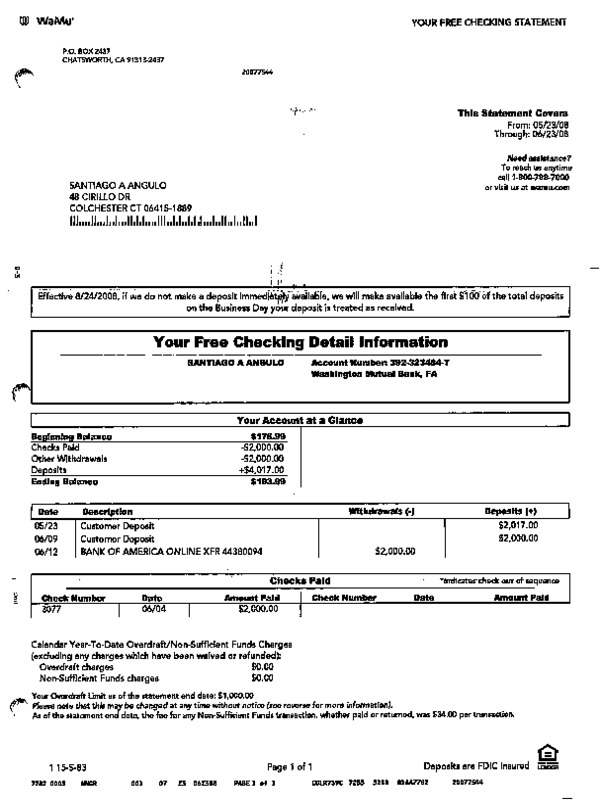 WaMu®
YOUR FREE CHECKING STATEMENT
P.O. BOX 2437
CHATSWORTH, CA 91313-2437
20877544
This Statement Covers
From: 05/23/08
Through: 06/23/08
Need assistance?
To reach us anytime
call 1-800-788-7000
or visit us at wamu.com
SANTIAGO A ANGULO
48 CIRILLO DR
COLCHESTER CT 06415-1889
Effective 8/24/2008, if we do not make a deposit immediately available, we will make available the first $100 of the total deposits
on the Business Day your deposit is treated as received.
Your Free Checking Detail Information
SANTIAGO A ANGULO Account Number: 392-323484-7
Washington Mutual Bank, FA
Your Account at a Glance
Beginning Balance $176.99
Checks Paid -$2,000.00
Other Withdrawals -$2,000.00
Deposits +$4,017.00
Ending Balance $193.99
Date Description Withdrawals (-) Deposits (+)
05/23 Customer Deposit $2,017.00
06/09 Customer Deposit $2,000.00
06/12 BANK OF AMERICA ONLINE XFR 44380094 $2,000.00
Checks Paid *Indicates check out of sequence
Check Number Date Amount Paid Check Number Date Amount Paid
3077 06/04 $2,000.00
Calendar Year-To-Date Overdraft/Non-Sufficient Funds Charges
(excluding any charges which have been waived or refunded):
Overdraft charges $0.00
Non-Sufficient Funds charges $0.00
Your Overdraft Limit as of the statement end date: $1,000.00
Please note that this may be changed at any time without notice (see reverse for more information).
As of the statement end date, the fee for any Non-Sufficient Funds transaction, whether paid or returned, was $34.00 per transaction.
1 15-S-83 Page 1 of 1 Deposits are FDIC Insured
003 07 PAGE 1 of 1 20877544